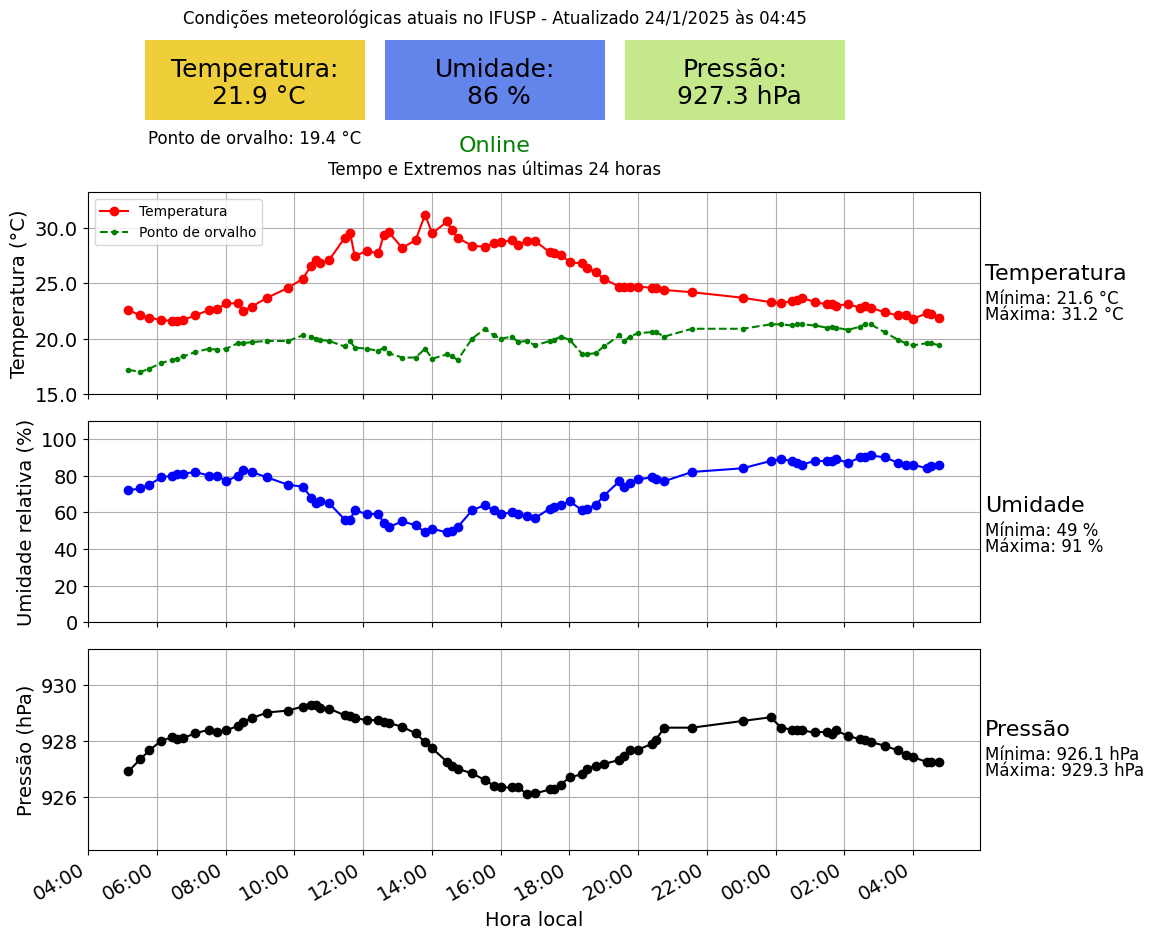 Condições meteorológicas atuais no IFUSP - Atualizado 24/1/2025 às 04:45
Temperatura:
21.9 °C
Umidade:
86 %
Pressão:
927.3 hPa
Ponto de orvalho: 19.4 °C
Online
Tempo e Extremos nas últimas 24 horas
Temperatura (°C)
30.0
25.0
20.0
15.0
Temperatura
Ponto de orvalho
Temperatura
Mínima: 21.6 °C
Máxima: 31.2 °C
Umidade relativa (%)
100
80
60
40
20
0
Umidade
Mínima: 49 %
Máxima: 91 %
Pressão (hPa)
930
928
926
Pressão
Mínima: 926.1 hPa
Máxima: 929.3 hPa
04:00 06:00 08:00 10:00 12:00 14:00 16:00 18:00 20:00 22:00 00:00 02:00 04:00
Hora local